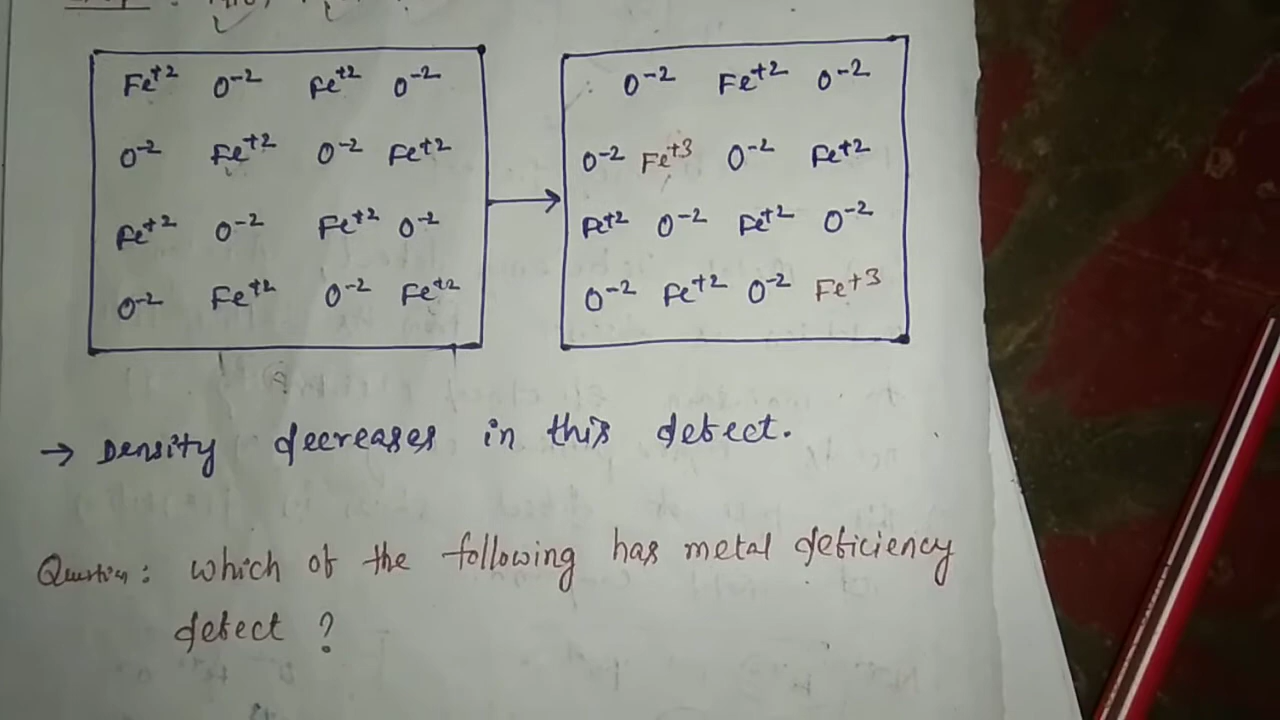 Fe+2 O-2 Fe+2 O-2
O-2 Fe+2 O-2 Fe+2
Fe+2 O-2 Fe+2 O-2
O-2 Fe+2 O-2 Fe+2
O-2 Fe+2 O-2
O-2 Fe+3 O-2 Fe+2
Fe+2 O-2 Fe+2 O-2
O-2 Fe+2 O-2 Fe+3
→ Density decreases in this defect.
Question: which of the following has metal deficiency
defect ?